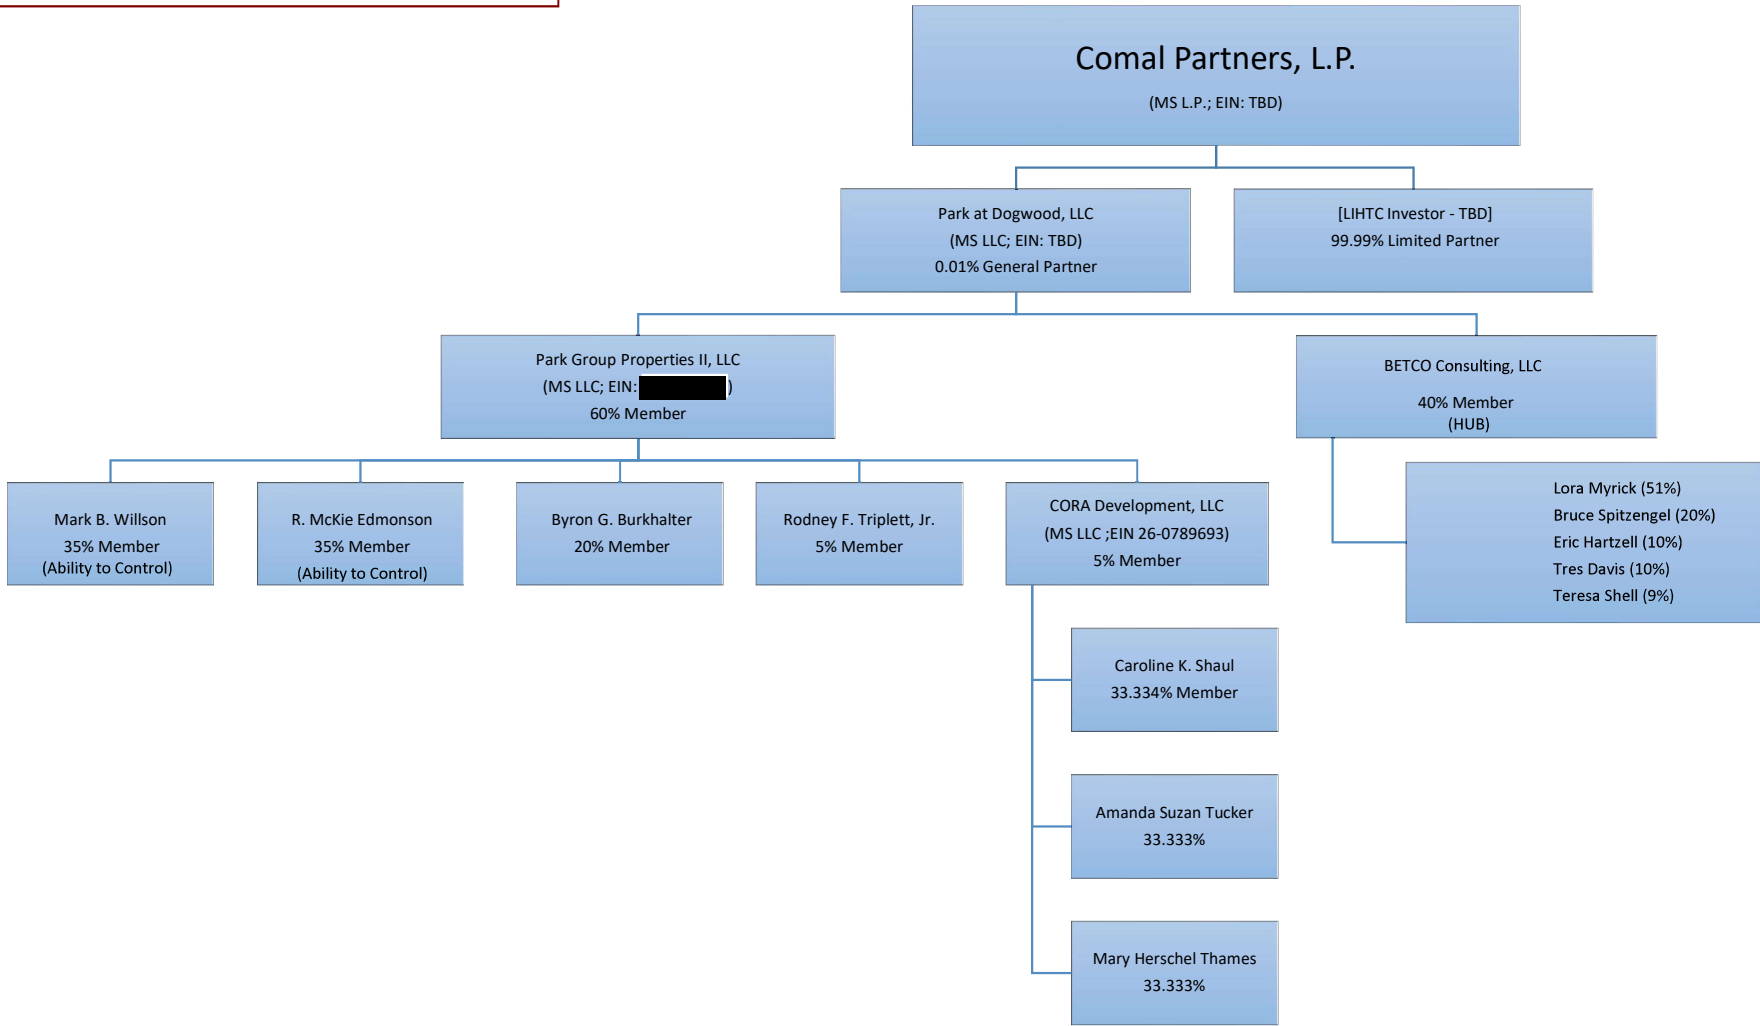 Comal Partners, L.P.
(MS L.P.; EIN: TBD)
Park at Dogwood, LLC
(MS LLC; EIN: TBD)
0.01% General Partner
[LIHTC Investor - TBD]
99.99% Limited Partner
Park Group Properties II, LLC
(MS LLC; EIN: )
60% Member
BETCO Consulting, LLC
40% Member
(HUB)
Mark B. Willson
35% Member
(Ability to Control)
R. McKie Edmonson
35% Member
(Ability to Control)
Byron G. Burkhalter
20% Member
Rodney F. Triplett, Jr.
5% Member
CORA Development, LLC
(MS LLC ;EIN 26-0789693)
5% Member
Lora Myrick (51%)
Bruce Spitzengel (20%)
Eric Hartzell (10%)
Tres Davis (10%)
Teresa Shell (9%)
Caroline K. Shaul
33.334% Member
Amanda Suzan Tucker
33.333%
Mary Herschel Thames
33.333%